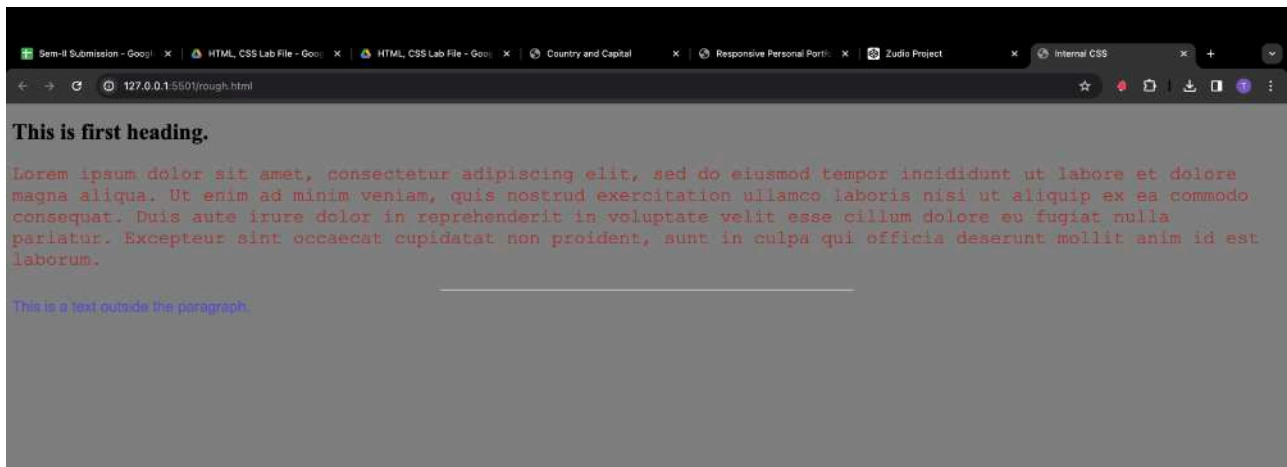 Sem-II Submission - Googl
HTML, CSS Lab File - Goog
HTML, CSS Lab File - Goog
Country and Capital
Responsive Personal Portfo
Zudio Project
Internal CSS
127.0.0.1:5501/rough.html
T
This is first heading.
Lorem ipsum dolor sit amet, consectetur adipiscing elit, sed do eiusmod tempor incididunt ut labore et dolore
magna aliqua. Ut enim ad minim veniam, quis nostrud exercitation ullamco laboris nisi ut aliquip ex ea commodo
consequat. Duis aute irure dolor in reprehenderit in voluptate velit esse cillum dolore eu fugiat nulla
pariatur. Excepteur sint occaecat cupidatat non proident, sunt in culpa qui officia deserunt mollit anim id est
laborum.
This is a text outside the paragraph.